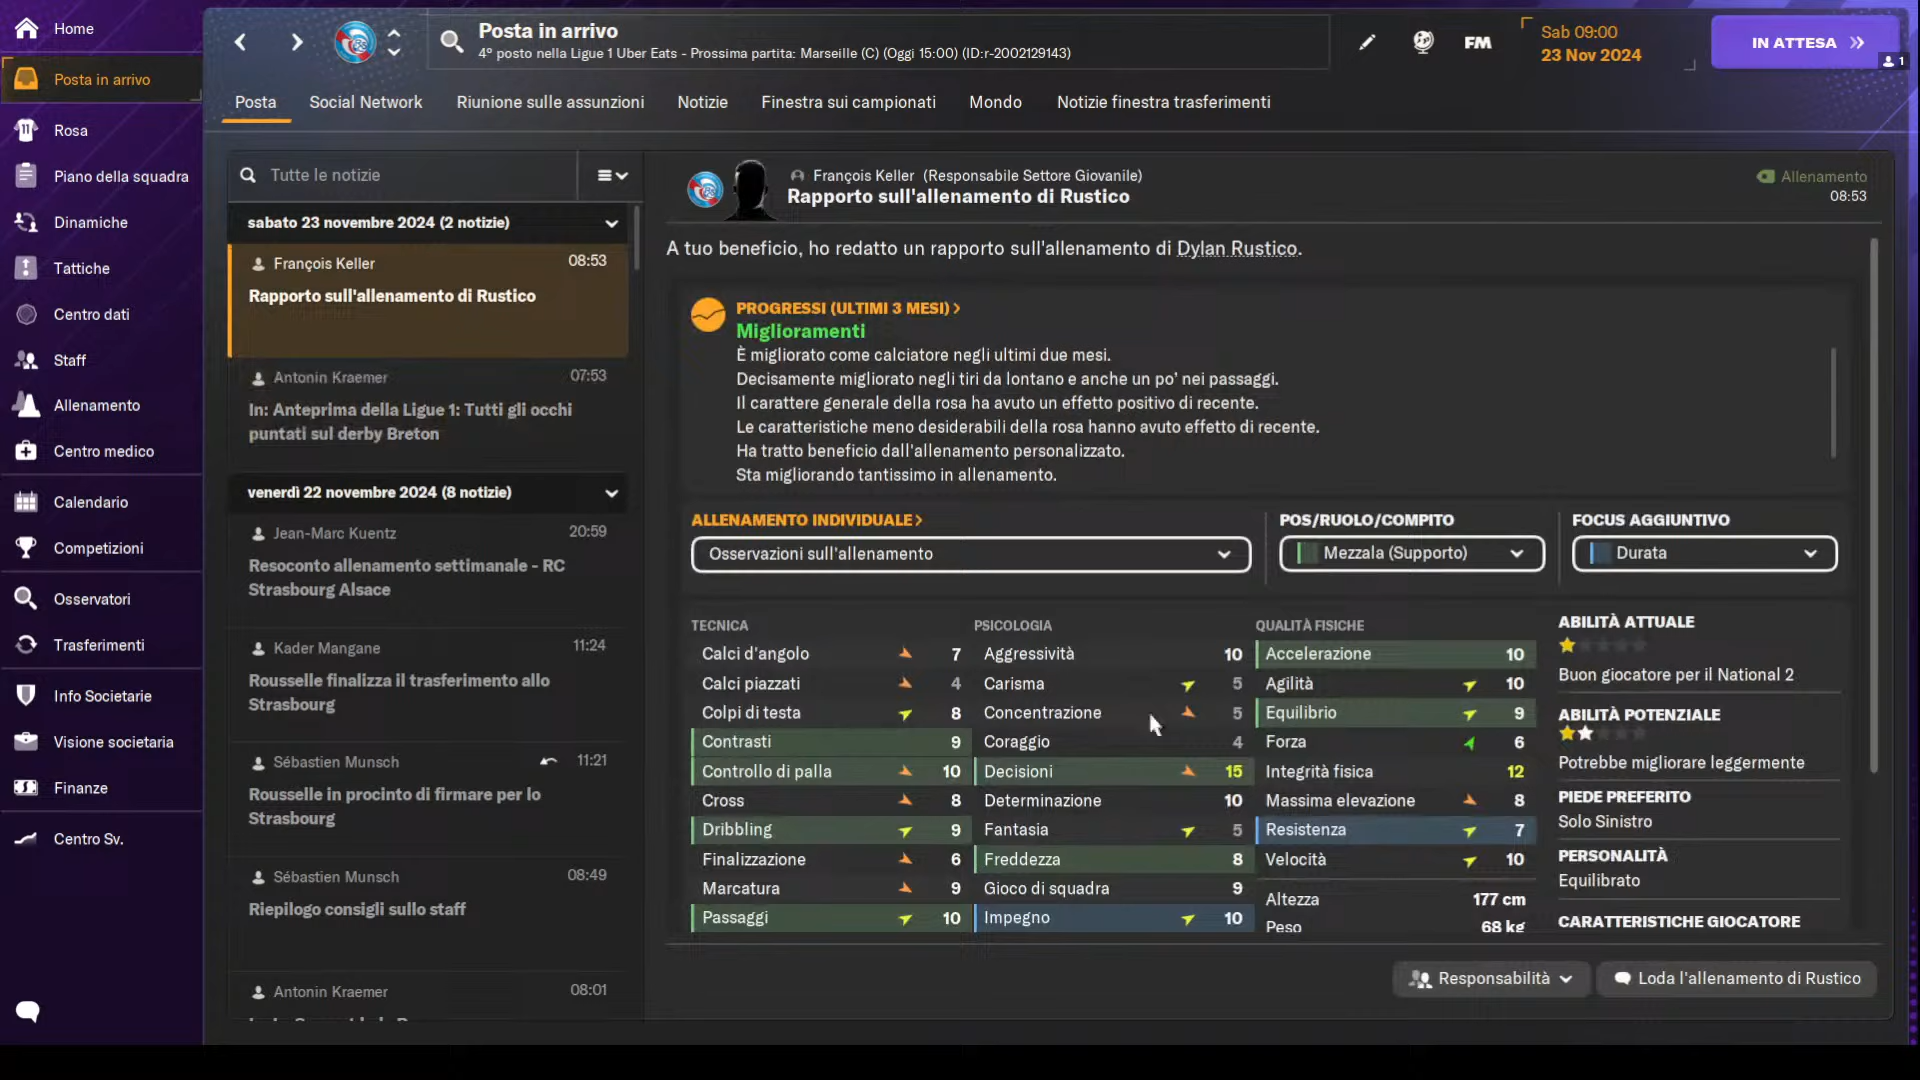 Home
Posta in arrivo
Rosa
Piano della squadra
Dinamiche
Tattiche
Centro dati
Staff
Allenamento
Centro medico
Calendario
Competizioni
Osservatori
Trasferimenti
Info Societarie
Visione societaria
Finanze
Centro Sv.
Posta in arrivo
4º posto nella Ligue 1 Uber Eats - Prossima partita: Marseille (C) (Oggi 15:00) (ID:r-2002129143)
FM
Sab 09:00
23 Nov 2024
IN ATTESA
1
Posta
Social Network
Riunione sulle assunzioni
Notizie
Finestra sui campionati
Mondo
Notizie finestra trasferimenti
Tutte le notizie
sabato 23 novembre 2024 (2 notizie)
François Keller 08:53
Rapporto sull'allenamento di Rustico
Antonin Kraemer 07:53
In: Anteprima della Ligue 1: Tutti gli occhi
puntati sul derby Breton
venerdì 22 novembre 2024 (8 notizie)
Jean-Marc Kuentz 20:59
Resoconto allenamento settimanale - RC
Strasbourg Alsace
Kader Mangane 11:24
Rousselle finalizza il trasferimento allo
Strasbourg
Sébastien Munsch 11:21
Rousselle in procinto di firmare per lo
Strasbourg
Sébastien Munsch 08:49
Riepilogo consigli sullo staff
Antonin Kraemer 08:01
François Keller (Responsabile Settore Giovanile)
Rapporto sull'allenamento di Rustico
Allenamento
08:53
A tuo beneficio, ho redatto un rapporto sull'allenamento di Dylan Rustico.
PROGRESSI (ULTIMI 3 MESI) >
Miglioramenti
È migliorato come calciatore negli ultimi due mesi.
Decisamente migliorato negli tiri da lontano e anche un po' nei passaggi.
Il carattere generale della rosa ha avuto un effetto positivo di recente.
Le caratteristiche meno desiderabili della rosa hanno avuto effetto di recente.
Ha tratto beneficio dall'allenamento personalizzato.
Sta migliorando tantissimo in allenamento.
ALLENAMENTO INDIVIDUALE >
Osservazioni sull'allenamento
POS/RUOLO/COMPITO
Mezzala (Supporto)
FOCUS AGGIUNTIVO
Durata
TECNICA
Calci d'angolo 7
Calci piazzati 4
Colpi di testa 8
Contrasti 9
Controllo di palla 10
Cross 8
Dribbling 9
Finalizzazione 6
Marcatura 9
Passaggi 10
PSICOLOGIA
Aggressività 10
Carisma 5
Concentrazione 5
Coraggio 4
Decisioni 15
Determinazione 10
Fantasia 5
Freddezza 8
Gioco di squadra 9
Impegno 10
QUALITÀ FISICHE
Accelerazione 10
Agilità 10
Equilibrio 9
Forza 6
Integrità fisica 12
Massima elevazione 8
Resistenza 7
Velocità 10
Altezza 177 cm
Peso 68 kg
ABILITÀ ATTUALE
Buon giocatore per il National 2
ABILITÀ POTENZIALE
Potrebbe migliorare leggermente
PIEDE PREFERITO
Solo Sinistro
PERSONALITÀ
Equilibrato
CARATTERISTICHE GIOCATORE
Responsabilità
Loda l'allenamento di Rustico